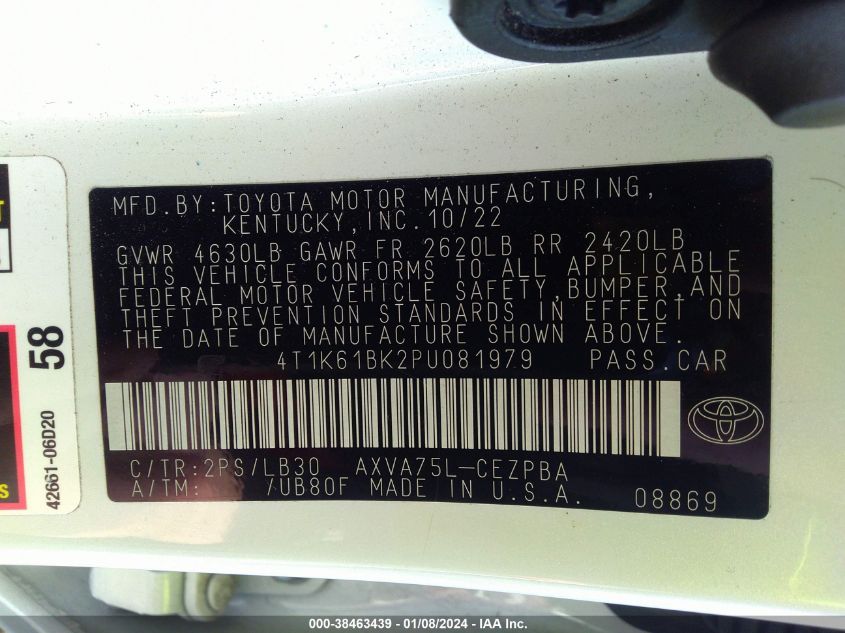 MFD.BY:TOYOTA MOTOR MANUFACTURING,
KENTUCKY,INC.10/22
GVWR 4630LB GAWR FR 2620LB RR 2420LB
THIS VEHICLE CONFORMS TO ALL APPLICABLE
FEDERAL MOTOR VEHICLE SAFETY,BUMPER,AND
THEFT PREVENTION STANDARDS IN EFFECT ON
THE DATE OF MANUFACTURE SHOWN ABOVE.
4T1K61BK2PU081979 PASS.CAR
C/TR:2PS/LB30 AXVA75L-CEZPBA
A/TM: /UB80F MADE IN U.S.A. 08869
58
42661-06D20
000-38463439 - 01/08/2024 - IAA Inc.